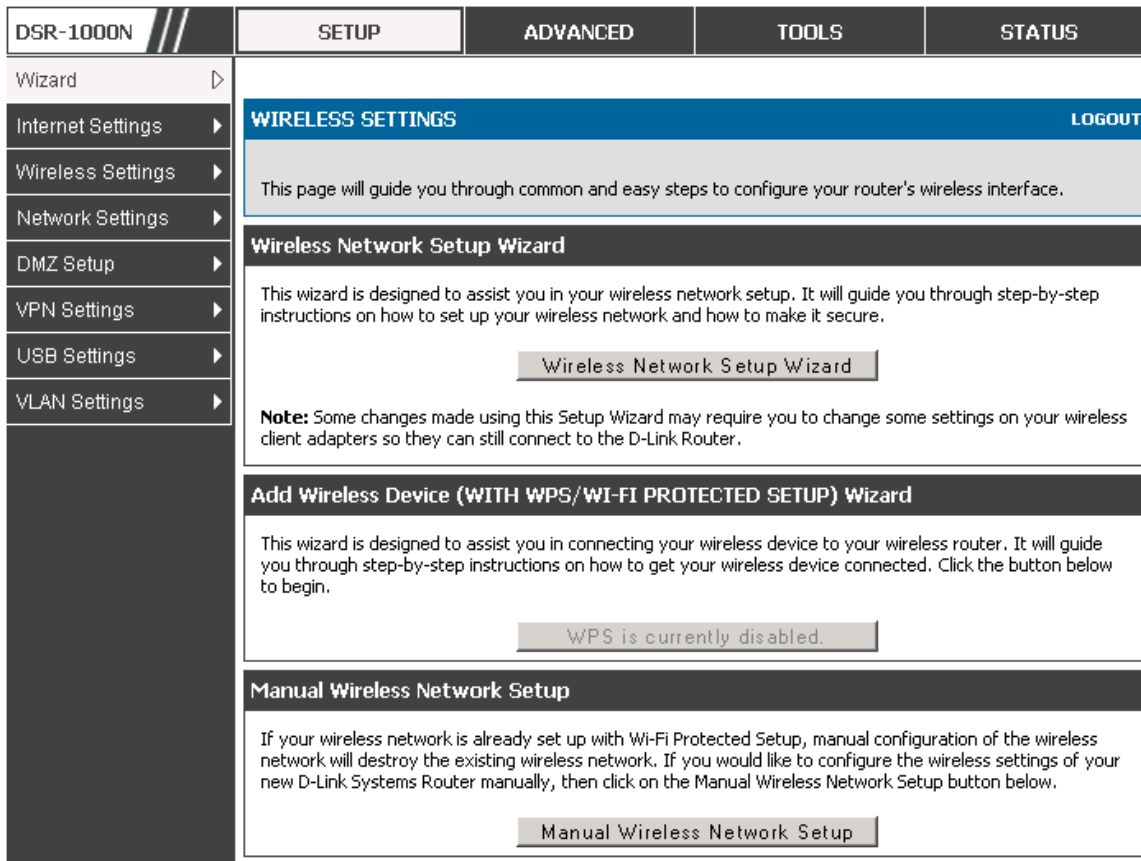 DSR-1000N
SETUP
ADVANCED
TOOLS
STATUS
Wizard
Internet Settings
Wireless Settings
Network Settings
DMZ Setup
VPN Settings
USB Settings
VLAN Settings
WIRELESS SETTINGS
LOGOUT
This page will guide you through common and easy steps to configure your router's wireless interface.
Wireless Network Setup Wizard
This wizard is designed to assist you in your wireless network setup. It will guide you through step-by-step
instructions on how to set up your wireless network and how to make it secure.
Wireless Network Setup Wizard
Note: Some changes made using this Setup Wizard may require you to change some settings on your wireless
client adapters so they can still connect to the D-Link Router.
Add Wireless Device (WITH WPS/WI-FI PROTECTED SETUP) Wizard
This wizard is designed to assist you in connecting your wireless device to your wireless router. It will guide
you through step-by-step instructions on how to get your wireless device connected. Click the button below
to begin.
WPS is currently disabled.
Manual Wireless Network Setup
If your wireless network is already set up with Wi-Fi Protected Setup, manual configuration of the wireless
network will destroy the existing wireless network. If you would like to configure the wireless settings of your
new D-Link Systems Router manually, then click on the Manual Wireless Network Setup button below.
Manual Wireless Network Setup